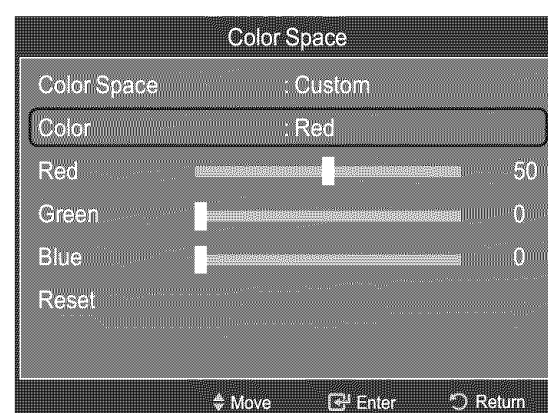 Color Space
Color Space : Custom
Color : Red
Red 50
Green 0
Blue 0
Reset
Move Enter Return